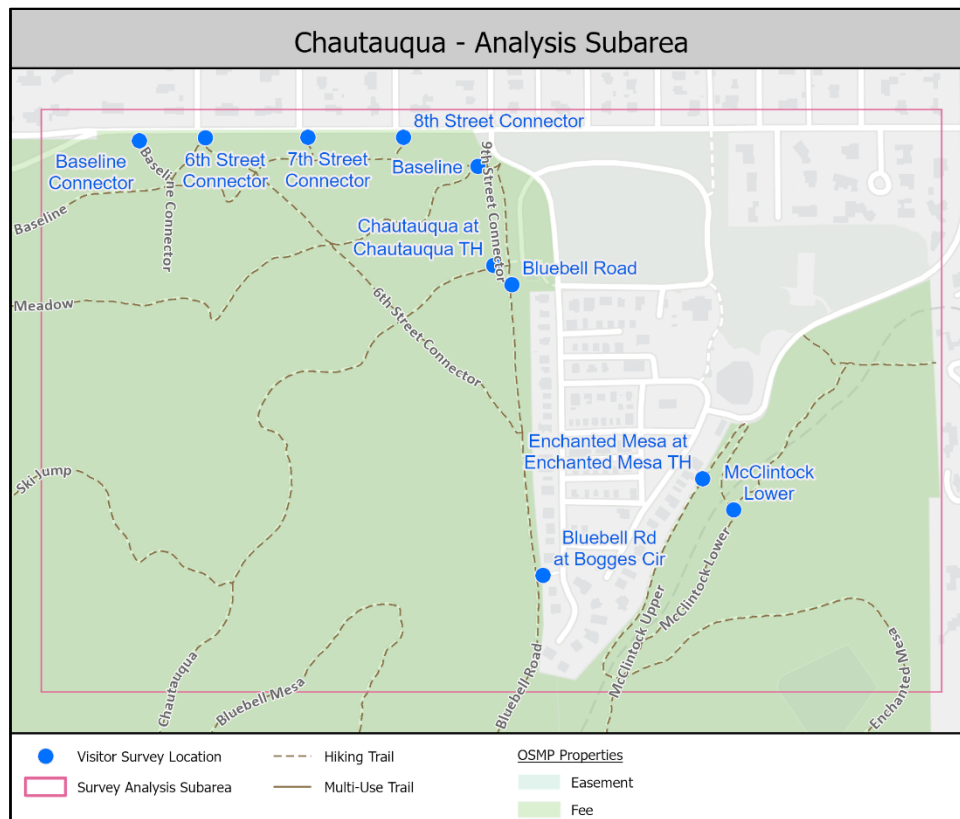 Chautauqua - Analysis Subarea
8th Street Connector
Baseline
Connector
6th Street
Connector
7th Street
Connector
Baseline
9th Street Connector
Baseline Connector
Baseline
Chautauqua at
Chautauqua TH
Bluebell Road
Meadow
6th Street Connector
Enchanted Mesa at
Enchanted Mesa TH
McClintock
Lower
Ski Jump
Bluebell Rd
at Bogges Cir
McClintock Upper
McClintock Lower
Chautauqua
Bluebell Mesa
Bluebell Road
Enchanted Mesa
Visitor Survey Location
Survey Analysis Subarea
Hiking Trail
Multi-Use Trail
OSMP Properties
Easement
Fee